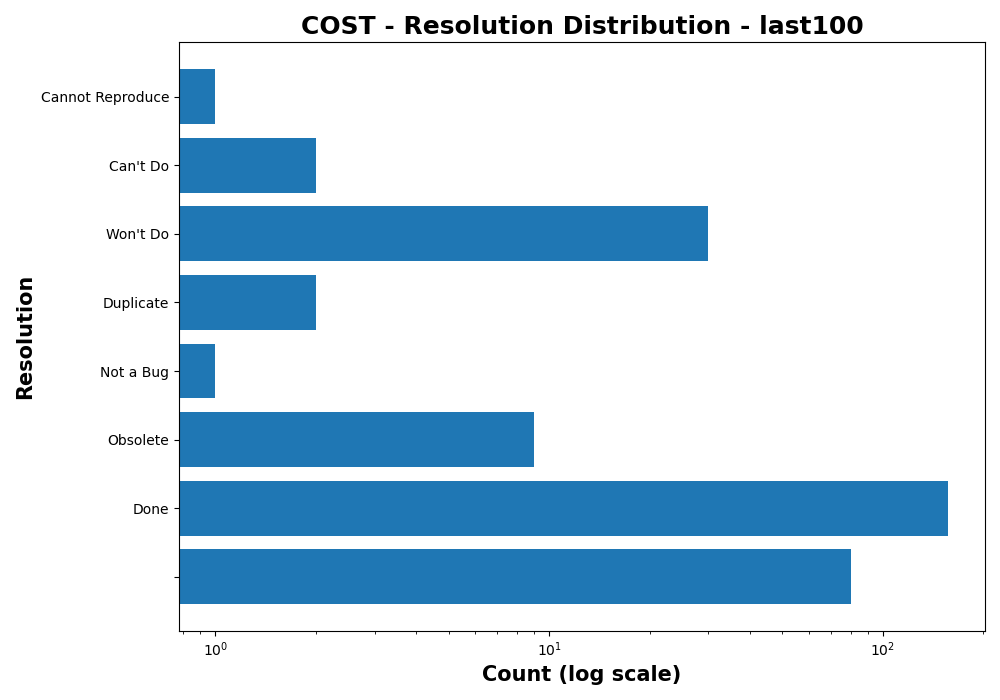 COST - Resolution Distribution - last100
Cannot Reproduce
Can't Do
Won't Do
Duplicate
Not a Bug
Obsolete
Done
Resolution
10⁰
10¹
10²
Count (log scale)